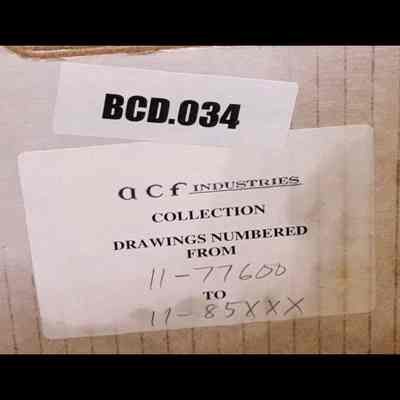 BCD.034
acf INDUSTRIES
COLLECTION
DRAWINGS NUMBERED
FROM
11-77600
TO
11-85XXX